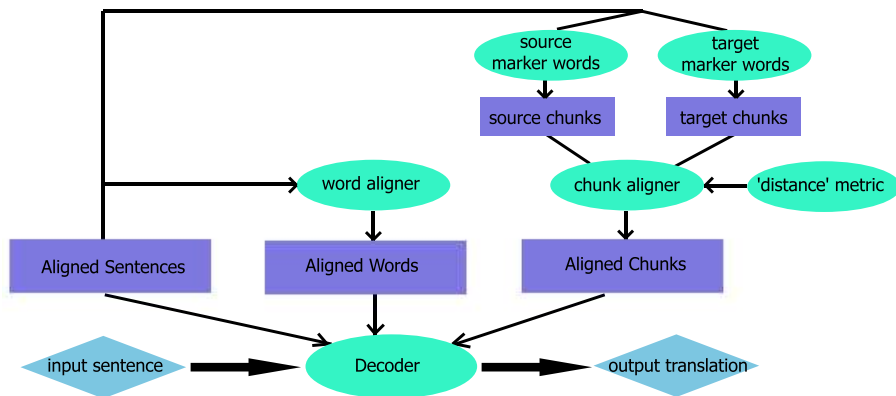 source
marker words
target
marker words
source chunks
target chunks
word aligner
chunk aligner
'distance' metric
Aligned Sentences
Aligned Words
Aligned Chunks
input sentence
Decoder
output translation